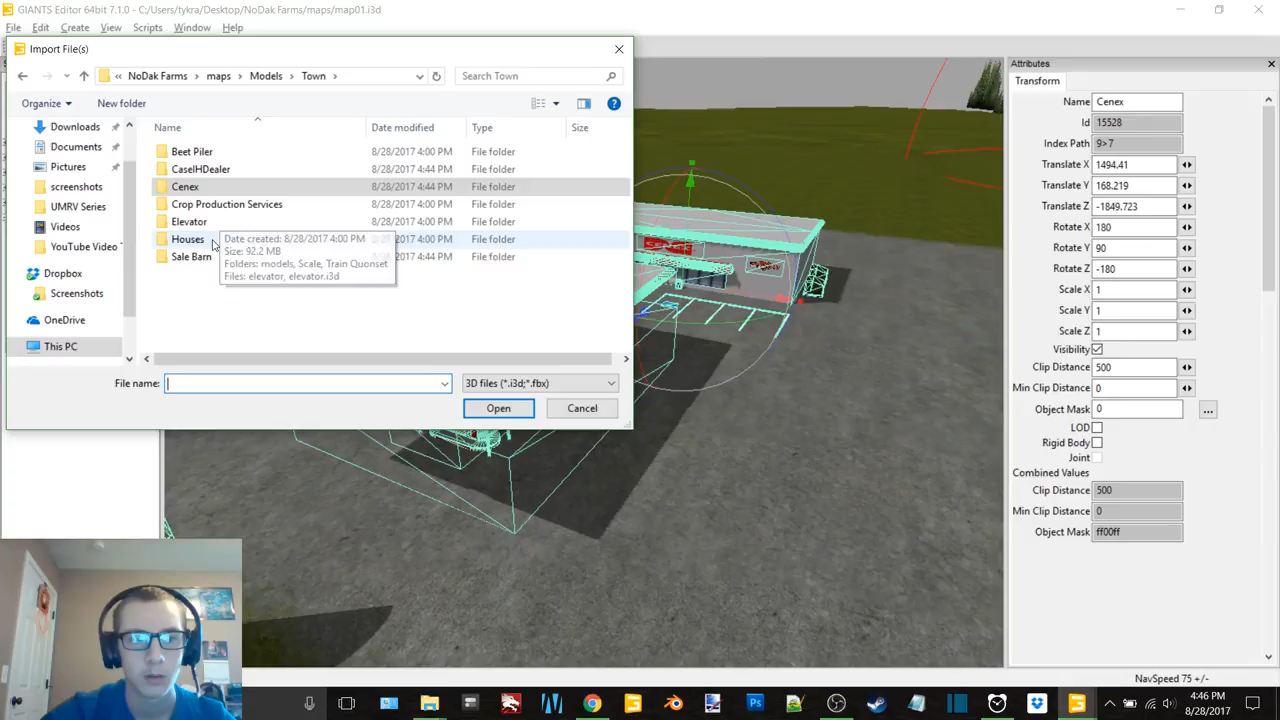 GIANTS Editor 64bit 7.1.0 - C:/Users/tykra/Desktop/NoDak Farms/maps/map01.i3d
File Edit Create View Scripts Window Help
Import File(s)
« NoDak Farms > maps > Models > Town >
Search Town
Organize
New folder
Name Date modified Type Size
Downloads
Documents
Pictures
screenshots
UMRV Series
Videos
YouTube Video
Dropbox
Screenshots
OneDrive
This PC
Beet Piler 8/28/2017 4:00 PM File folder
CaseIHDealer 8/28/2017 4:44 PM File folder
Cenex 8/28/2017 4:44 PM File folder
Crop Production Services 8/28/2017 4:00 PM File folder
Elevator 8/28/2017 4:00 PM File folder
Houses 4:00 PM File folder
Sale Barn 4:44 PM File folder
Date created: 8/28/2017 4:00 PM
Size: 92.2 MB
Folders: models, Scale, Train Quonset
Files: elevator, elevator.i3d
File name:
3D files (*.i3d;*.fbx)
Open
Cancel
Attributes
Transform
Name Cenex
Id 15528
Index Path 9>7
Translate X 1494.41
Translate Y 168.219
Translate Z -1849.723
Rotate X 180
Rotate Y 90
Rotate Z -180
Scale X 1
Scale Y 1
Scale Z 1
Visibility
Clip Distance 500
Min Clip Distance 0
Object Mask 0 ...
LOD
Rigid Body
Joint
Combined Values
Clip Distance 500
Min Clip Distance 0
Object Mask ff00ff
NavSpeed 75 +/-
4:46 PM
8/28/2017